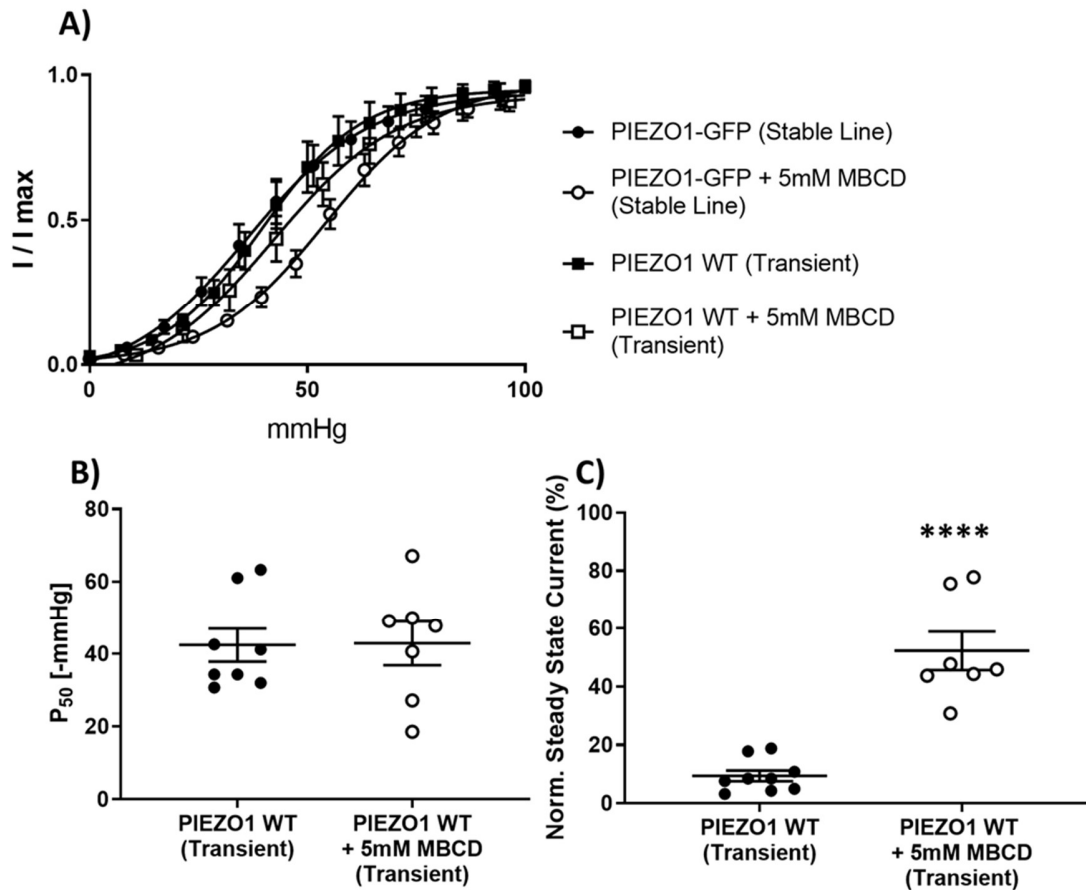 A)
1.0
0.5
0.0
I / I max
0
50
100
mmHg
PIEZO1-GFP (Stable Line)
PIEZO1-GFP + 5mM MBCD
(Stable Line)
PIEZO1 WT (Transient)
PIEZO1 WT + 5mM MBCD
(Transient)
B)
80
60
40
20
0
P50 [-mmHg]
PIEZO1 WT
(Transient)
PIEZO1 WT
+ 5mM MBCD
(Transient)
C)
100
80
60
40
20
0
Norm. Steady State Current (%)
****
PIEZO1 WT
(Transient)
PIEZO1 WT
+ 5mM MBCD
(Transient)